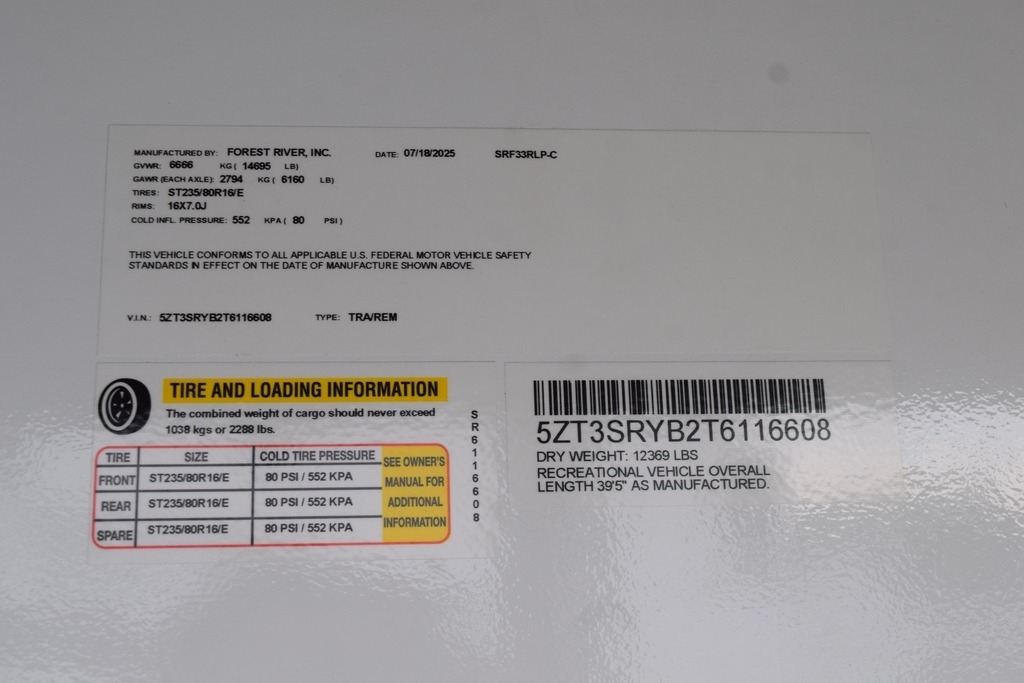 MANUFACTURED BY: FOREST RIVER, INC. DATE: 07/18/2025 SRF33RLP-C
GVWR: 6666 KG ( 14695 LB)
GAWR (EACH AXLE): 2794 KG ( 6160 LB)
TIRES: ST235/80R16/E
RIMS: 16X7.0J
COLD INFL. PRESSURE: 552 KPA ( 80 PSI )
THIS VEHICLE CONFORMS TO ALL APPLICABLE U.S. FEDERAL MOTOR VEHICLE SAFETY
STANDARDS IN EFFECT ON THE DATE OF MANUFACTURE SHOWN ABOVE.
V.I.N.: 5ZT3SRYB2T6116608 TYPE: TRA/REM
TIRE AND LOADING INFORMATION
The combined weight of cargo should never exceed
1038 kgs or 2288 lbs.
TIRE SIZE COLD TIRE PRESSURE
FRONT ST235/80R16/E 80 PSI / 552 KPA
REAR ST235/80R16/E 80 PSI / 552 KPA
SPARE ST235/80R16/E 80 PSI / 552 KPA
SEE OWNER'S
MANUAL FOR
ADDITIONAL
INFORMATION
SR6116608
5ZT3SRYB2T6116608
DRY WEIGHT: 12369 LBS
RECREATIONAL VEHICLE OVERALL
LENGTH 39'5" AS MANUFACTURED.